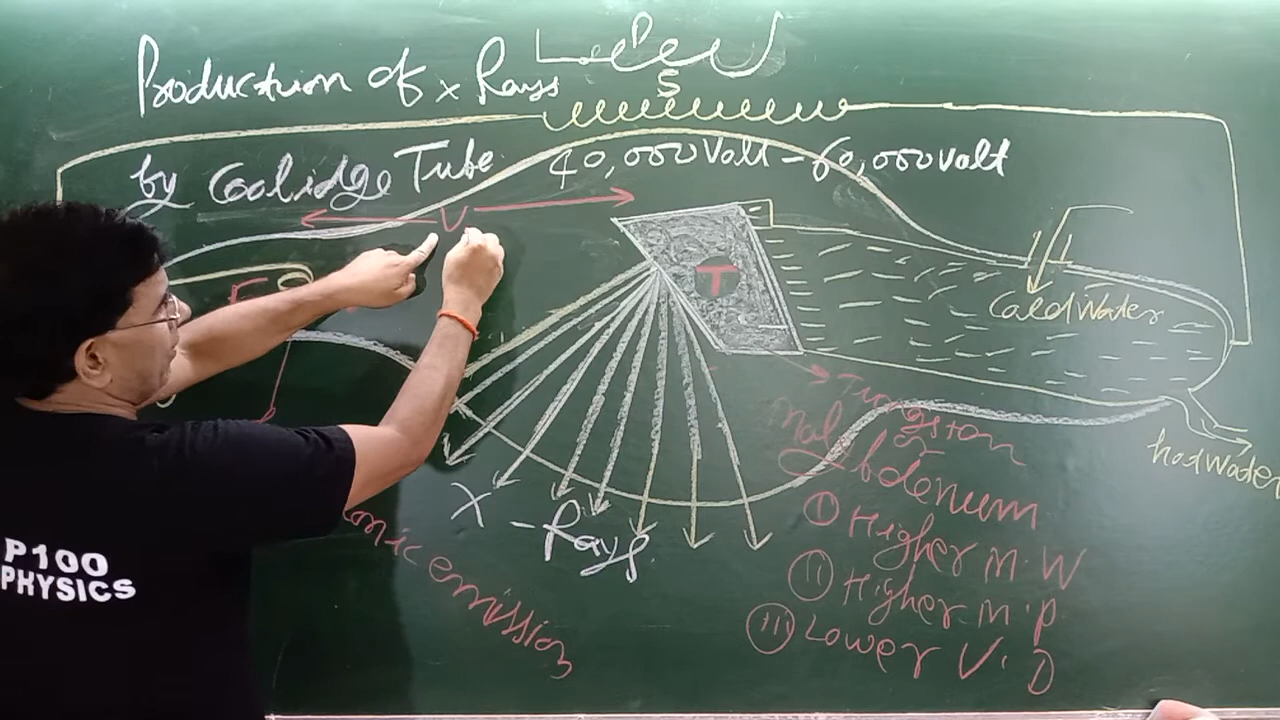 Production of x Rays
P
S
by Coolidge Tube
40,000 Volt - 60,000 volt
V
F
T
Cold Water
hot Water
Tungston
or
Molybdenum
X - Rays
I Higher M.W
II Higher M.P
III Lower V.D
onic emission
P100
PHYSICS